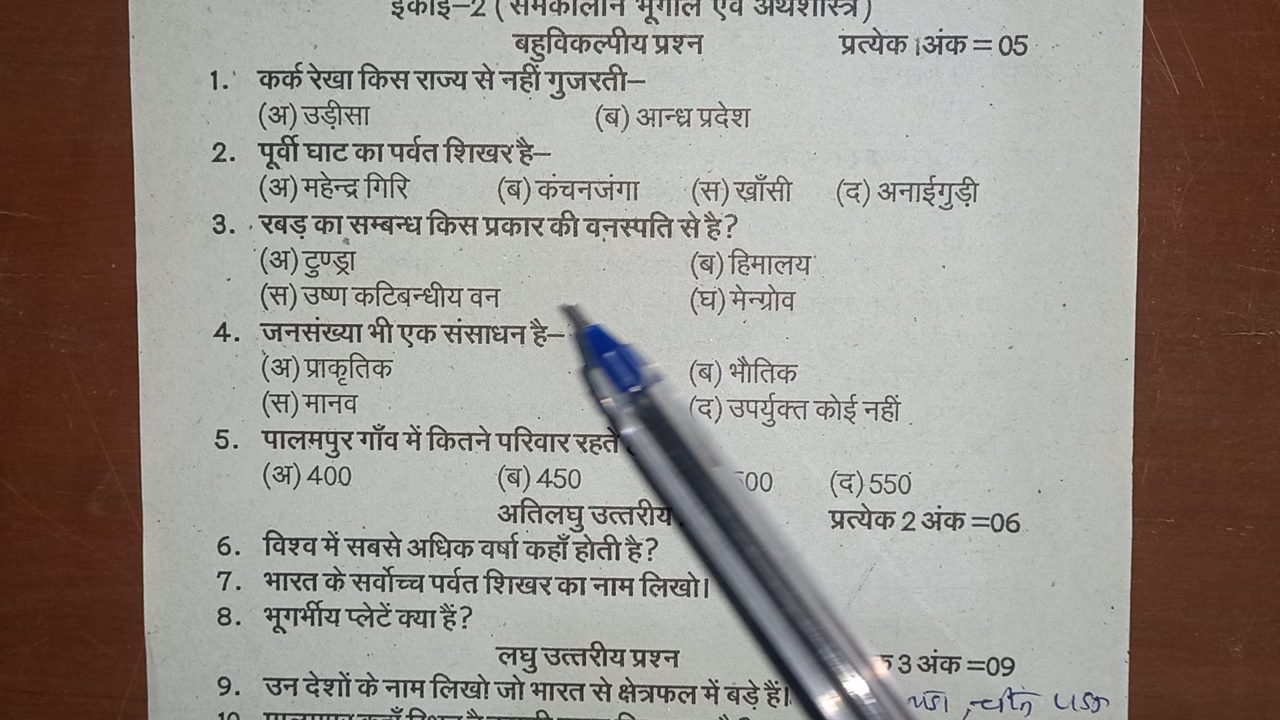 इकाई–2 (समकालीन भूगोल एवं अर्थशास्त्र)
बहुविकल्पीय प्रश्न प्रत्येक 1अंक = 05
1. कर्क रेखा किस राज्य से नहीं गुजरती–
(अ) उड़ीसा (ब) आन्ध्र प्रदेश
2. पूर्वी घाट का पर्वत शिखर है–
(अ) महेन्द्र गिरि (ब) कंचनजंगा (स) खाँसी (द) अनाईगुड़ी
3. रबड़ का सम्बन्ध किस प्रकार की वनस्पति से है?
(अ) टुण्ड्रा (ब) हिमालय
(स) उष्ण कटिबन्धीय वन (घ) मेन्ग्रोव
4. जनसंख्या भी एक संसाधन है–
(अ) प्राकृतिक (ब) भौतिक
(स) मानव (द) उपर्युक्त कोई नहीं
5. पालमपुर गाँव में कितने परिवार रहते
(अ) 400 (ब) 450 00 (द) 550
अतिलघु उत्तरीय प्रत्येक 2 अंक =06
6. विश्व में सबसे अधिक वर्षा कहाँ होती है?
7. भारत के सर्वोच्च पर्वत शिखर का नाम लिखो।
8. भूगर्भीय प्लेटें क्या हैं?
लघु उत्तरीय प्रश्न 3 अंक =09
9. उन देशों के नाम लिखो जो भारत से क्षेत्रफल में बड़े हैं।